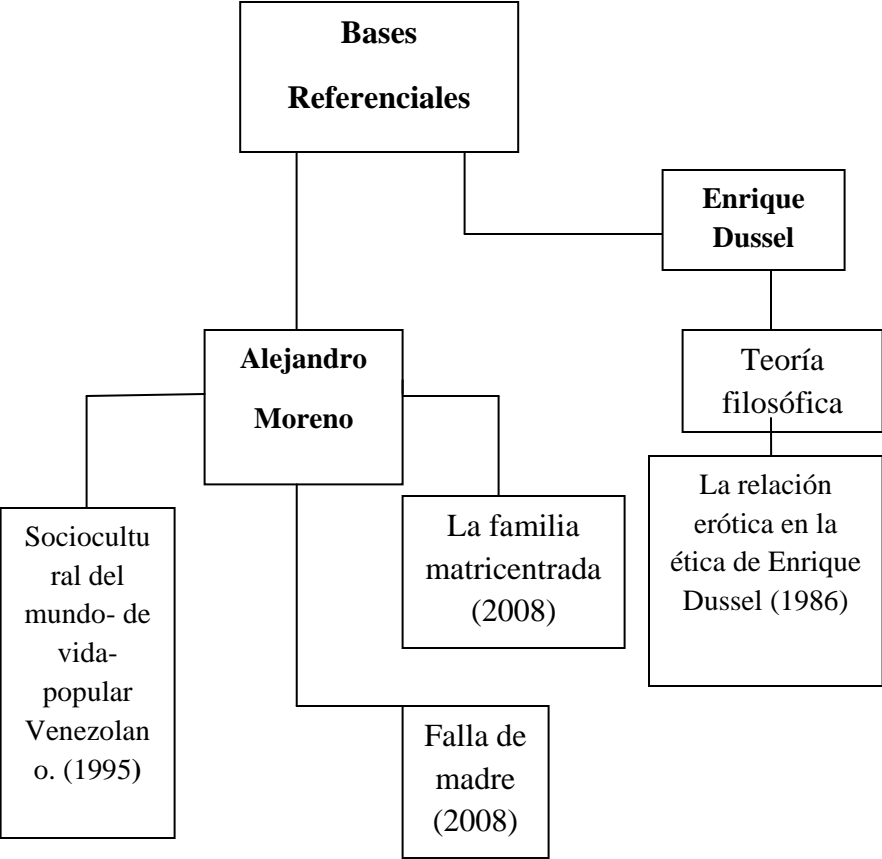 Bases
Referenciales
Enrique
Dussel
Alejandro
Moreno
Teoría
filosófica
Sociocultu
ral del
mundo- de
vida-
popular
Venezolan
o. (1995)
La familia
matricentrada
(2008)
Falla de
madre
(2008)
La relación
erótica en la
ética de Enrique
Dussel (1986)